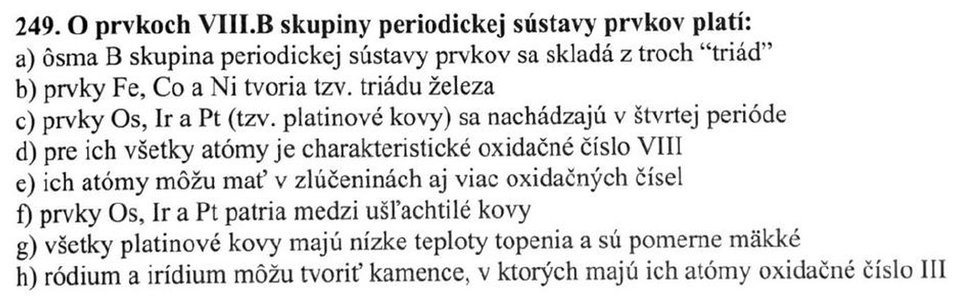 249. O prvkoch VIII.B skupiny periodickej sústavy prvkov platí:
a) ôsma B skupina periodickej sústavy prvkov sa skladá z troch “triád”
b) prvky Fe, Co a Ni tvoria tzv. triádu železa
c) prvky Os, Ir a Pt (tzv. platinové kovy) sa nachádzajú v štvrtej perióde
d) pre ich všetky atómy je charakteristické oxidačné číslo VIII
e) ich atómy môžu mať v zlúčeninách aj viac oxidačných čísel
f) prvky Os, Ir a Pt patria medzi ušľachtilé kovy
g) všetky platinové kovy majú nízke teploty topenia a sú pomerne mäkké
h) ródium a irídium môžu tvoriť kamence, v ktorých majú ich atómy oxidačné číslo III